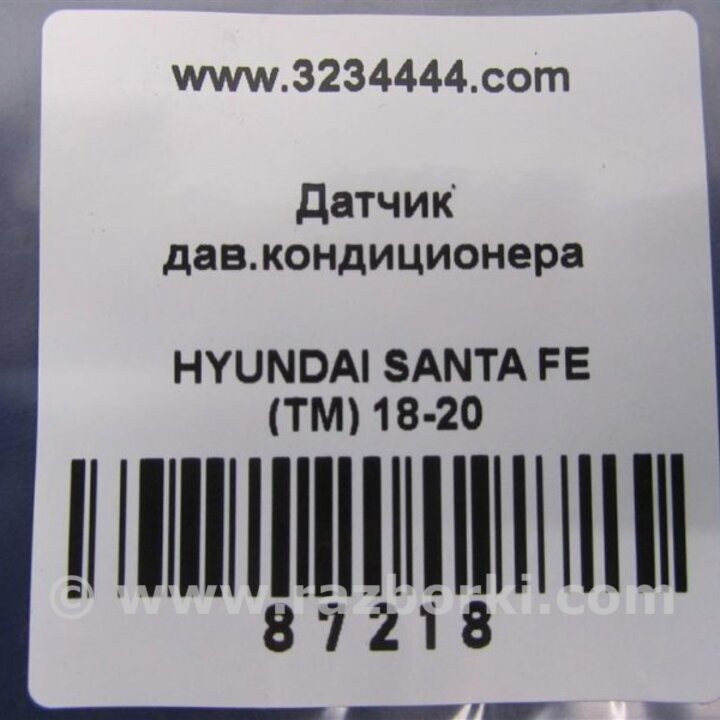 www.3234444.com
Датчик
дав.кондиционера
HYUNDAI SANTA FE
(TM) 18-20
© www.razborki.com
87218